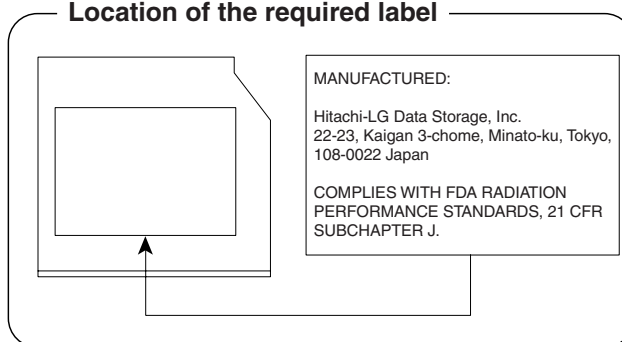 Location of the required label
MANUFACTURED:
Hitachi-LG Data Storage, Inc.
22-23, Kaigan 3-chome, Minato-ku, Tokyo,
108-0022 Japan
COMPLIES WITH FDA RADIATION
PERFORMANCE STANDARDS, 21 CFR
SUBCHAPTER J.